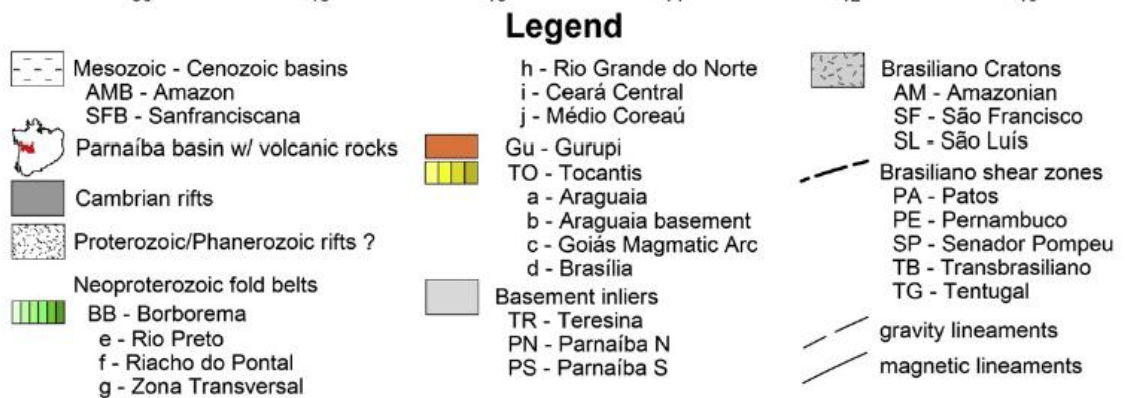 Legend
Mesozoic - Cenozoic basins
AMB - Amazon
SFB - Sanfranciscana
Parnaíba basin w/ volcanic rocks
Cambrian rifts
Proterozoic/Phanerozoic rifts ?
Neoproterozoic fold belts
BB - Borborema
e - Rio Preto
f - Riacho do Pontal
g - Zona Transversal
h - Rio Grande do Norte
i - Ceará Central
j - Médio Coreaú
Gu - Gurupi
TO - Tocantis
a - Araguaia
b - Araguaia basement
c - Goiás Magmatic Arc
d - Brasília
Basement inliers
TR - Teresina
PN - Parnaíba N
PS - Parnaíba S
Brasiliano Cratons
AM - Amazonian
SF - São Francisco
SL - São Luís
Brasiliano shear zones
PA - Patos
PE - Pernambuco
SP - Senador Pompeu
TB - Transbrasiliano
TG - Tentugal
gravity lineaments
magnetic lineaments